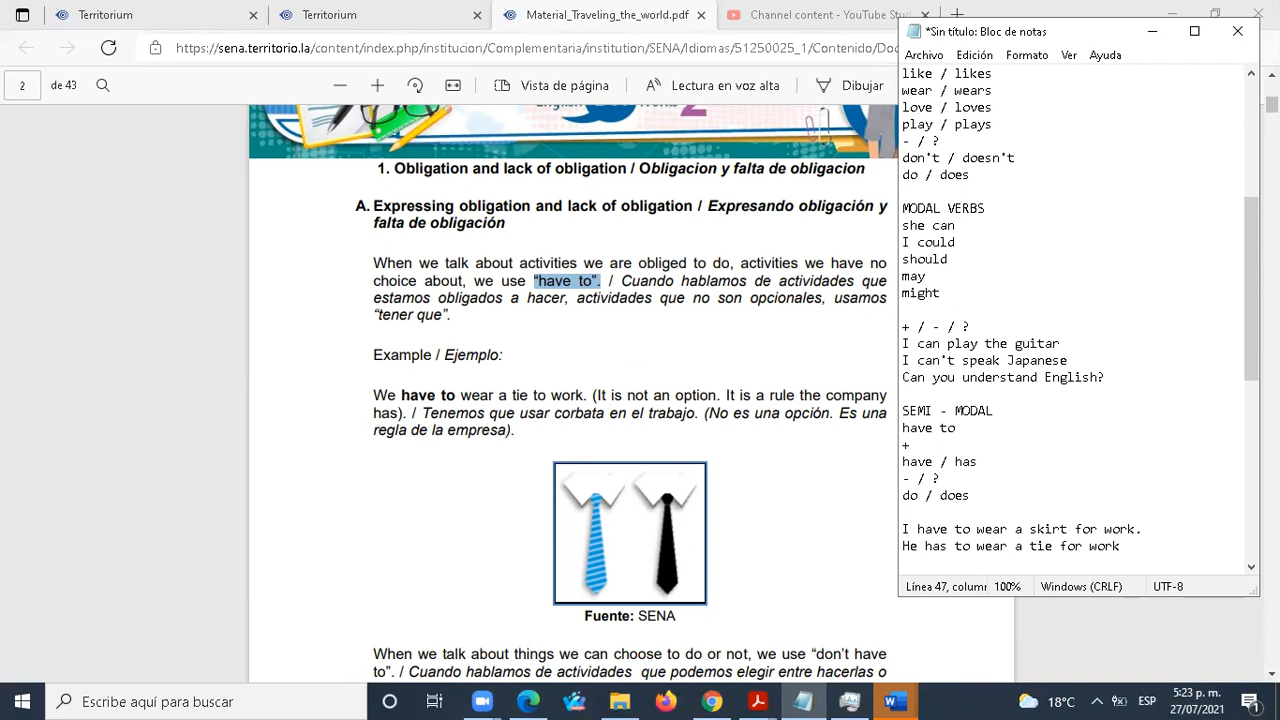 Territorium
Territorium
Material_Traveling_the_world.pdf
Channel content - YouTube Stu
*Sin título: Bloc de notas
https://sena.territorio.la/content/index.php/institucion/Complementaria/institution/SENA/Idiomas/51250025_1/Contenido/Doc
Archivo Edición Formato Ver Ayuda
2 de 43
Vista de página
Lectura en voz alta
Dibujar
English Works 2
1. Obligation and lack of obligation / Obligacion y falta de obligacion
A. Expressing obligation and lack of obligation / Expresando obligación y
falta de obligación
When we talk about activities we are obliged to do, activities we have no
choice about, we use “have to”. / Cuando hablamos de actividades que
estamos obligados a hacer, actividades que no son opcionales, usamos
“tener que”.
Example / Ejemplo:
We have to wear a tie to work. (It is not an option. It is a rule the company
has). / Tenemos que usar corbata en el trabajo. (No es una opción. Es una
regla de la empresa).
Fuente: SENA
When we talk about things we can choose to do or not, we use “don’t have
to”. / Cuando hablamos de actividades que podemos elegir entre hacerlas o
like / likes
wear / wears
love / loves
play / plays
- / ?
don't / doesn't
do / does
MODAL VERBS
she can
I could
should
may
might
+ / - / ?
I can play the guitar
I can't speak Japanese
Can you understand English?
SEMI - MODAL
have to
+
have / has
- / ?
do / does
I have to wear a skirt for work.
He has to wear a tie for work
Línea 47, column 100% Windows (CRLF) UTF-8
Escribe aquí para buscar
18°C
ESP
5:23 p. m.
27/07/2021
1